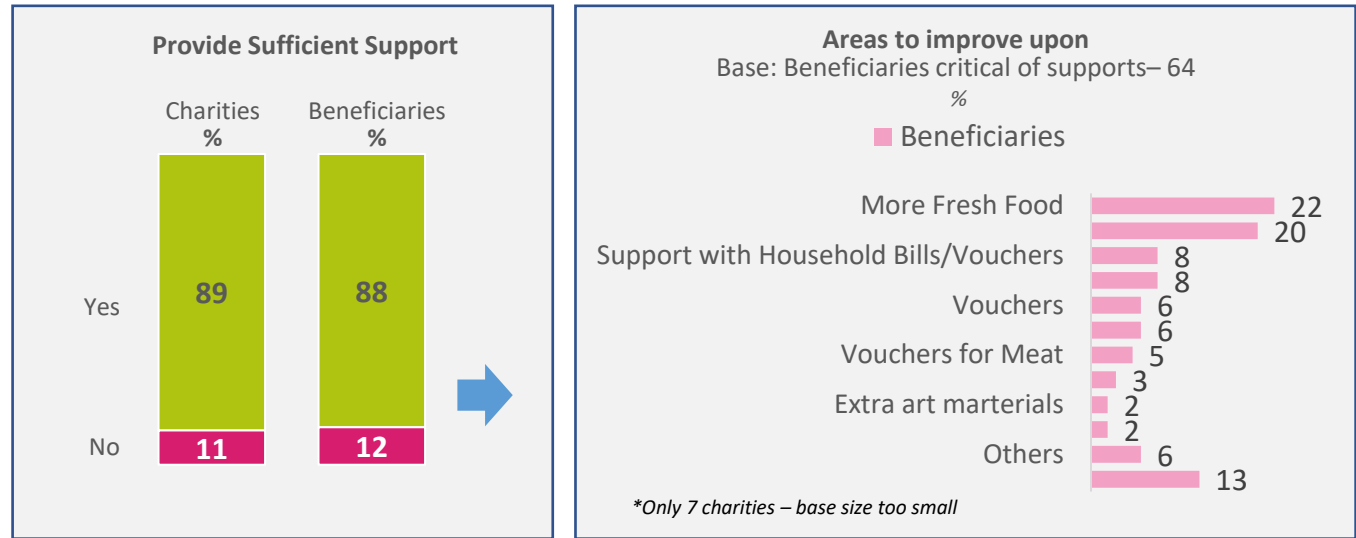 Provide Sufficient Support
Charities
%
Beneficiaries
%
Yes
89
88
No
11
12
Areas to improve upon
Base: Beneficiaries critical of supports– 64
%
Beneficiaries
More Fresh Food
22
20
Support with Household Bills/Vouchers
8
8
Vouchers
6
6
Vouchers for Meat
5
3
Extra art marterials
2
2
Others
6
13
*Only 7 charities – base size too small